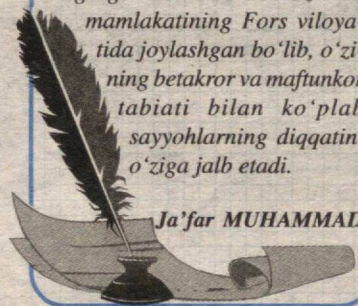 mamlakatining Fors viloya
tida joylashgan bo‘lib, o‘zi-
ning betakror va maftunkor
tabiati bilan ko‘plab
sayyohlarning diqqatin
o‘ziga jalb etadi.
Ja’far MUHAMMAD